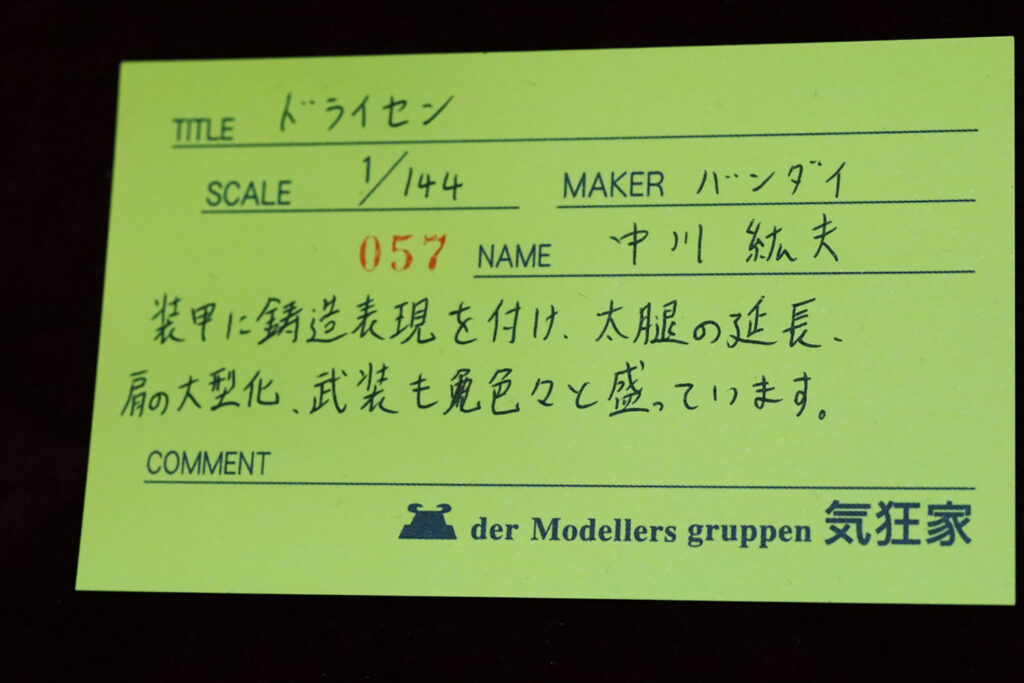 TITLE ドライセン
SCALE 1/144 MAKER バンダイ
057 NAME 中川 紘夫
装甲に鋳造表現を付け、太腿の延長、
肩の大型化、武装も色々と盛っています。
COMMENT
der Modellers gruppen 気狂家